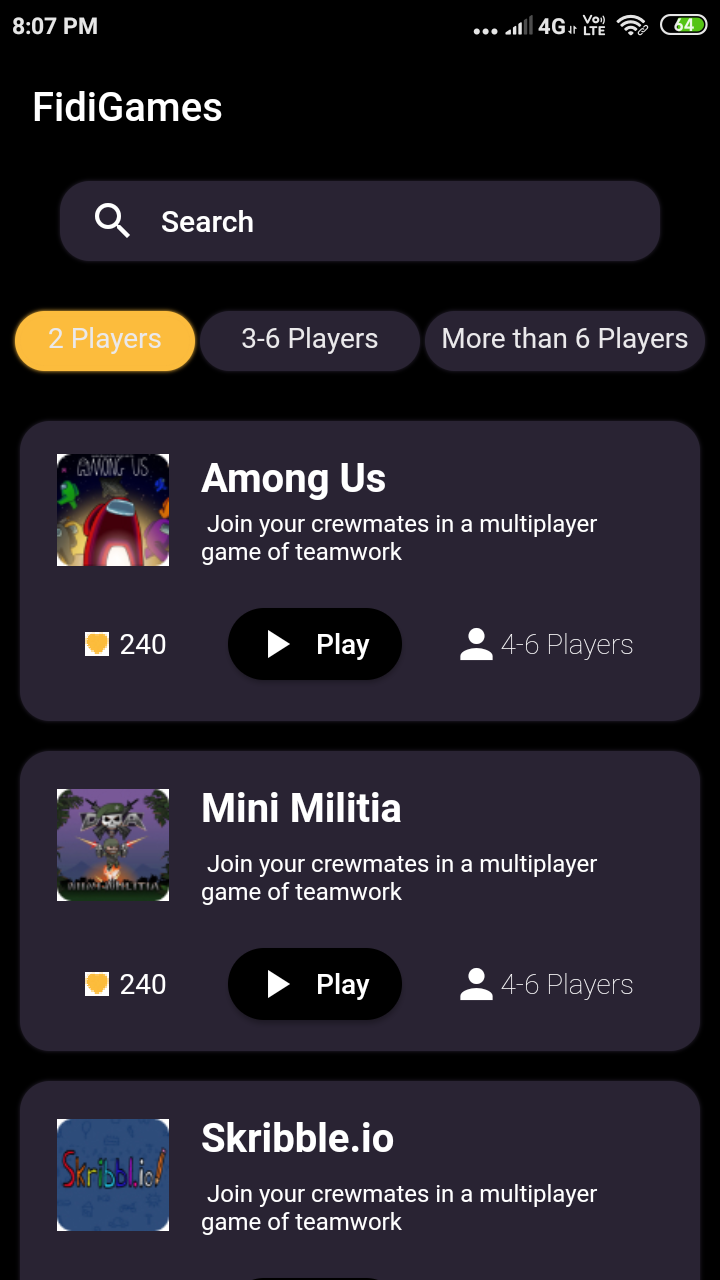 8:07 PM
4G
Vo))
LTE
64
FidiGames
Search
2 Players
3-6 Players
More than 6 Players
AMONG US
Among Us
Join your crewmates in a multiplayer
game of teamwork
240
Play
4-6 Players
Mini Militia
DA
MINI MILITIA
Join your crewmates in a multiplayer
game of teamwork
240
Play
4-6 Players
Skribble.io
Skribbl.io!
Join your crewmates in a multiplayer
game of teamwork